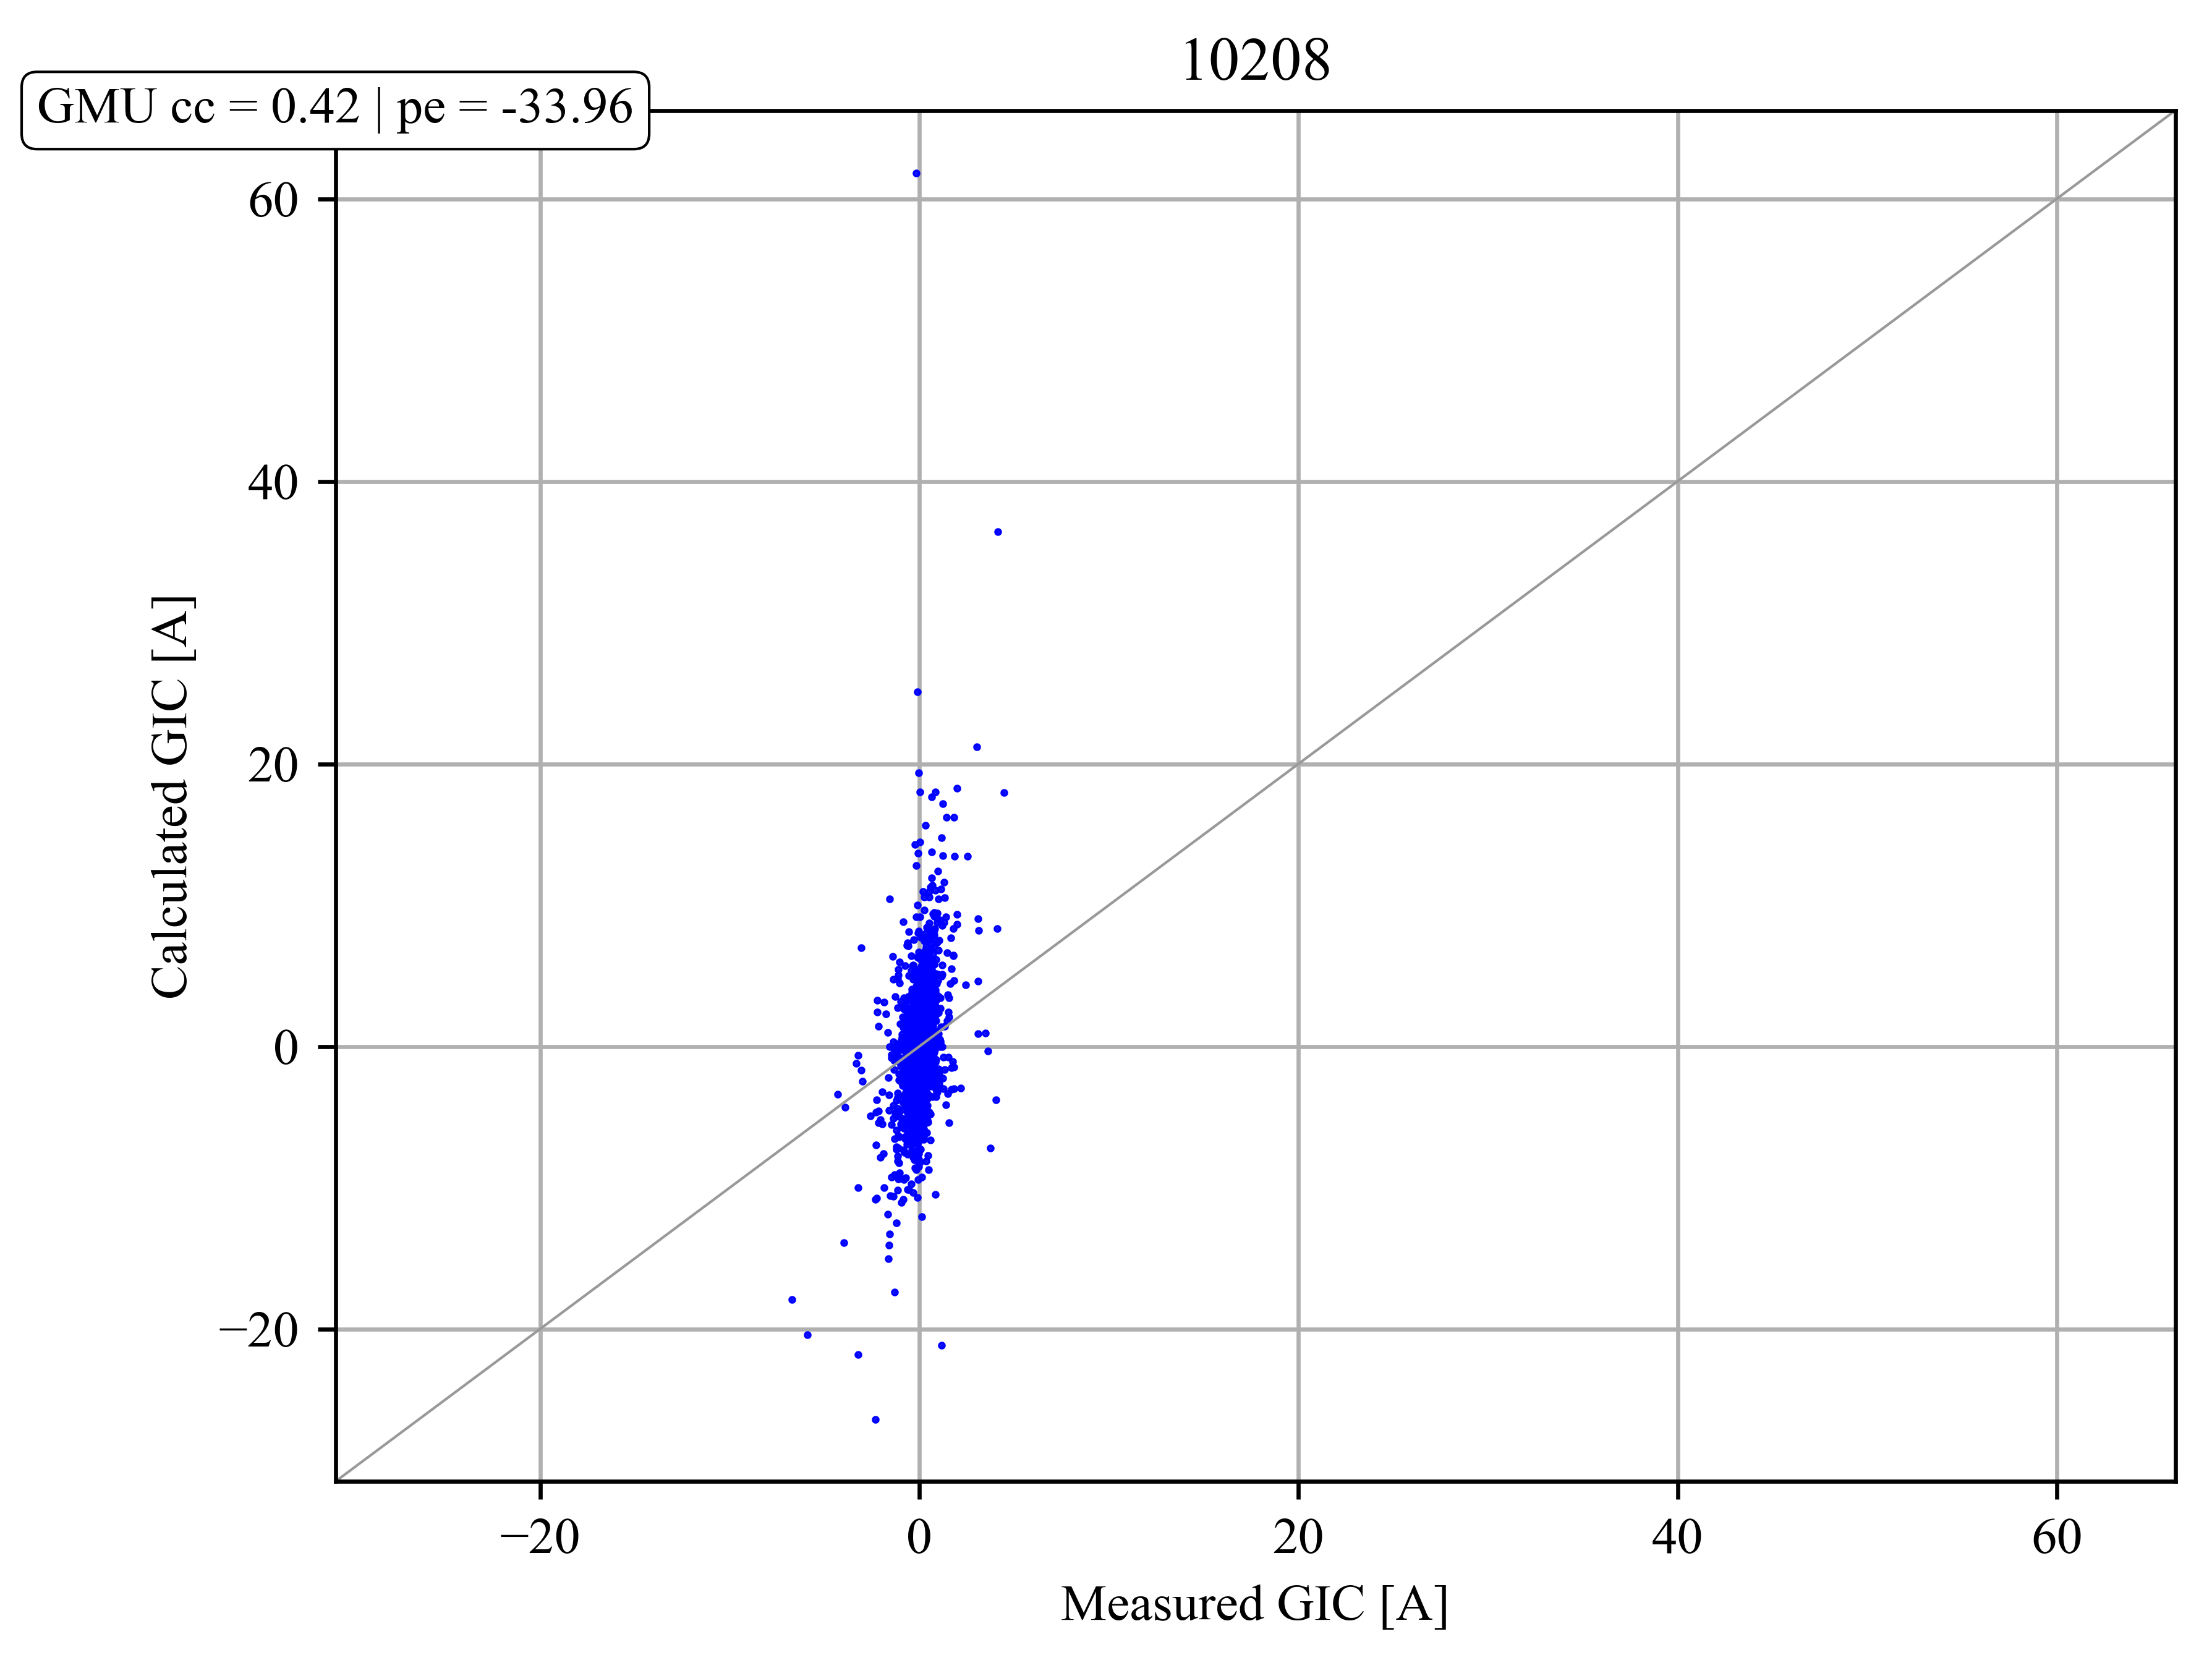 10208
GMU cc = 0.42 | pe = -33.96
60
40
20
0
−20
Calculated GIC [A]
−20 0 20 40 60
Measured GIC [A]